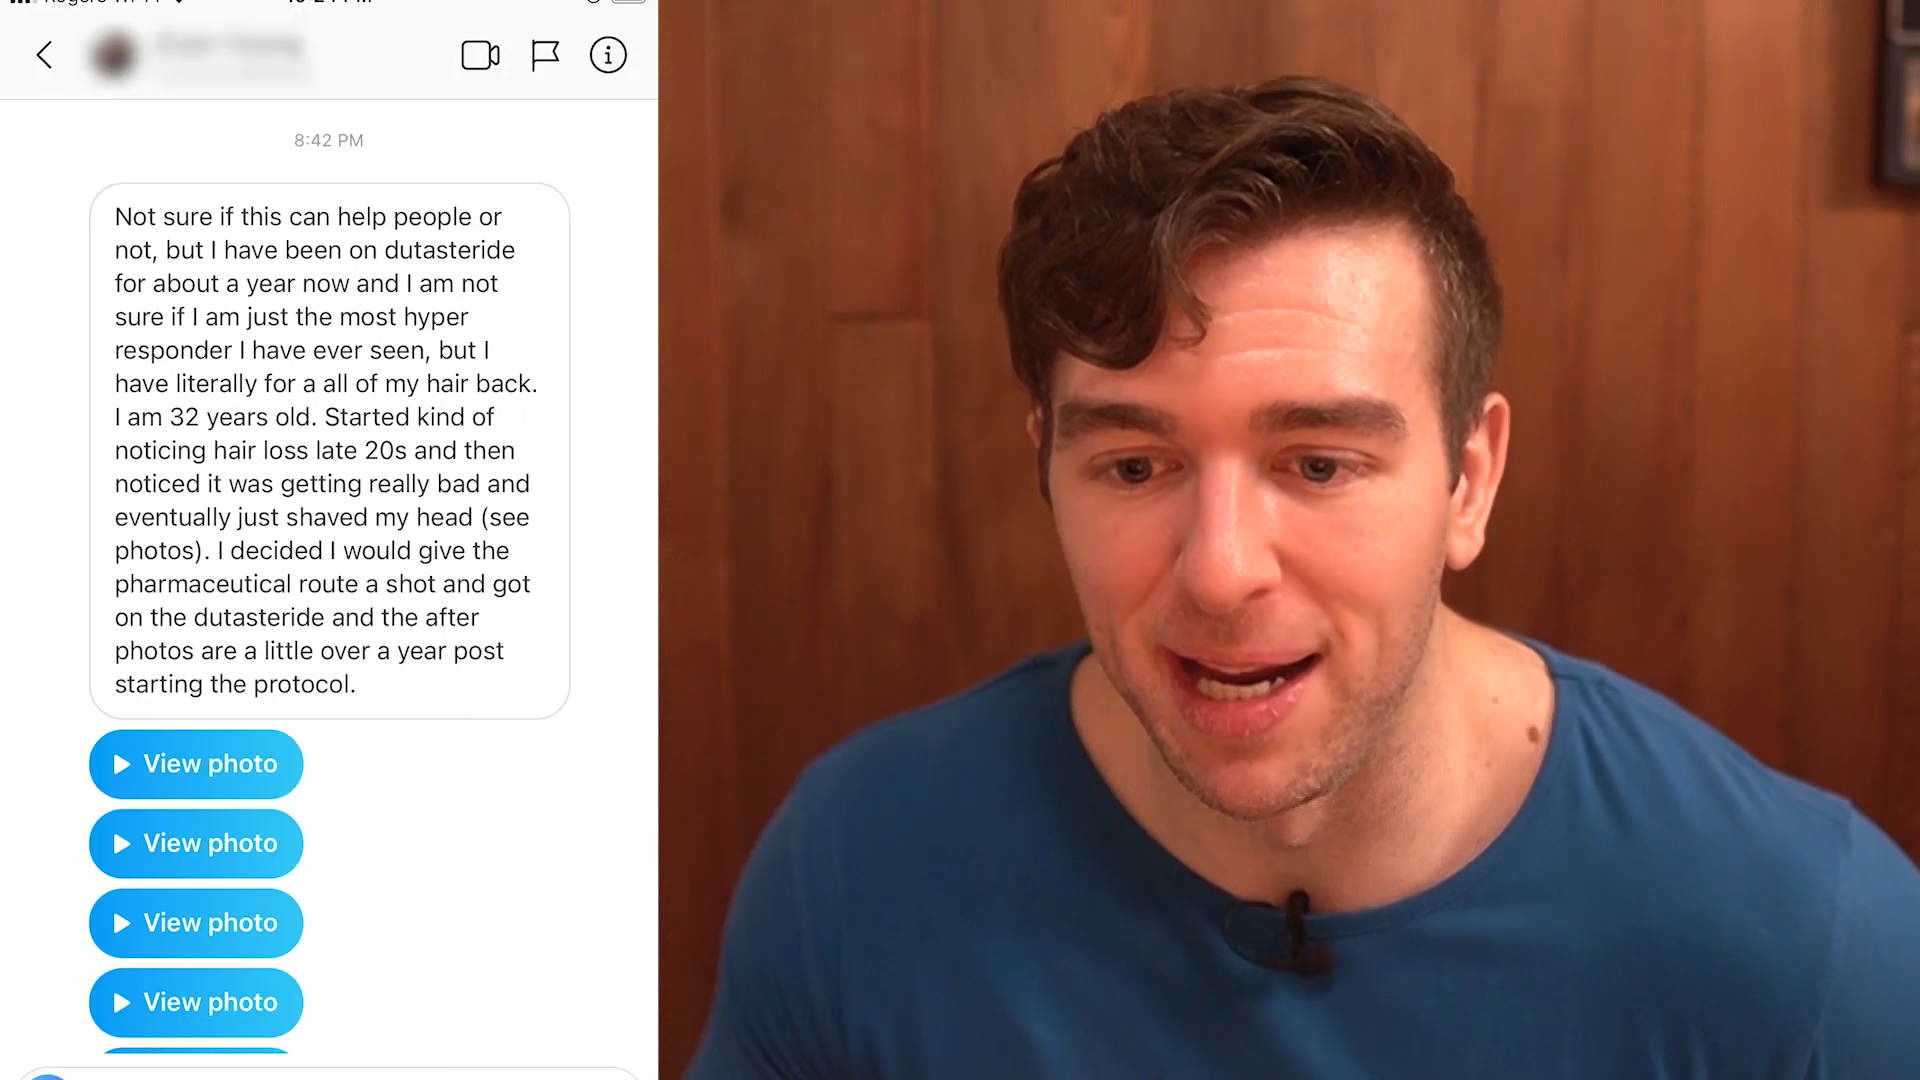 8:42 PM
Not sure if this can help people or
not, but I have been on dutasteride
for about a year now and I am not
sure if I am just the most hyper
responder I have ever seen, but I
have literally for a all of my hair back.
I am 32 years old. Started kind of
noticing hair loss late 20s and then
noticed it was getting really bad and
eventually just shaved my head (see
photos). I decided I would give the
pharmaceutical route a shot and got
on the dutasteride and the after
photos are a little over a year post
starting the protocol.
View photo
View photo
View photo
View photo